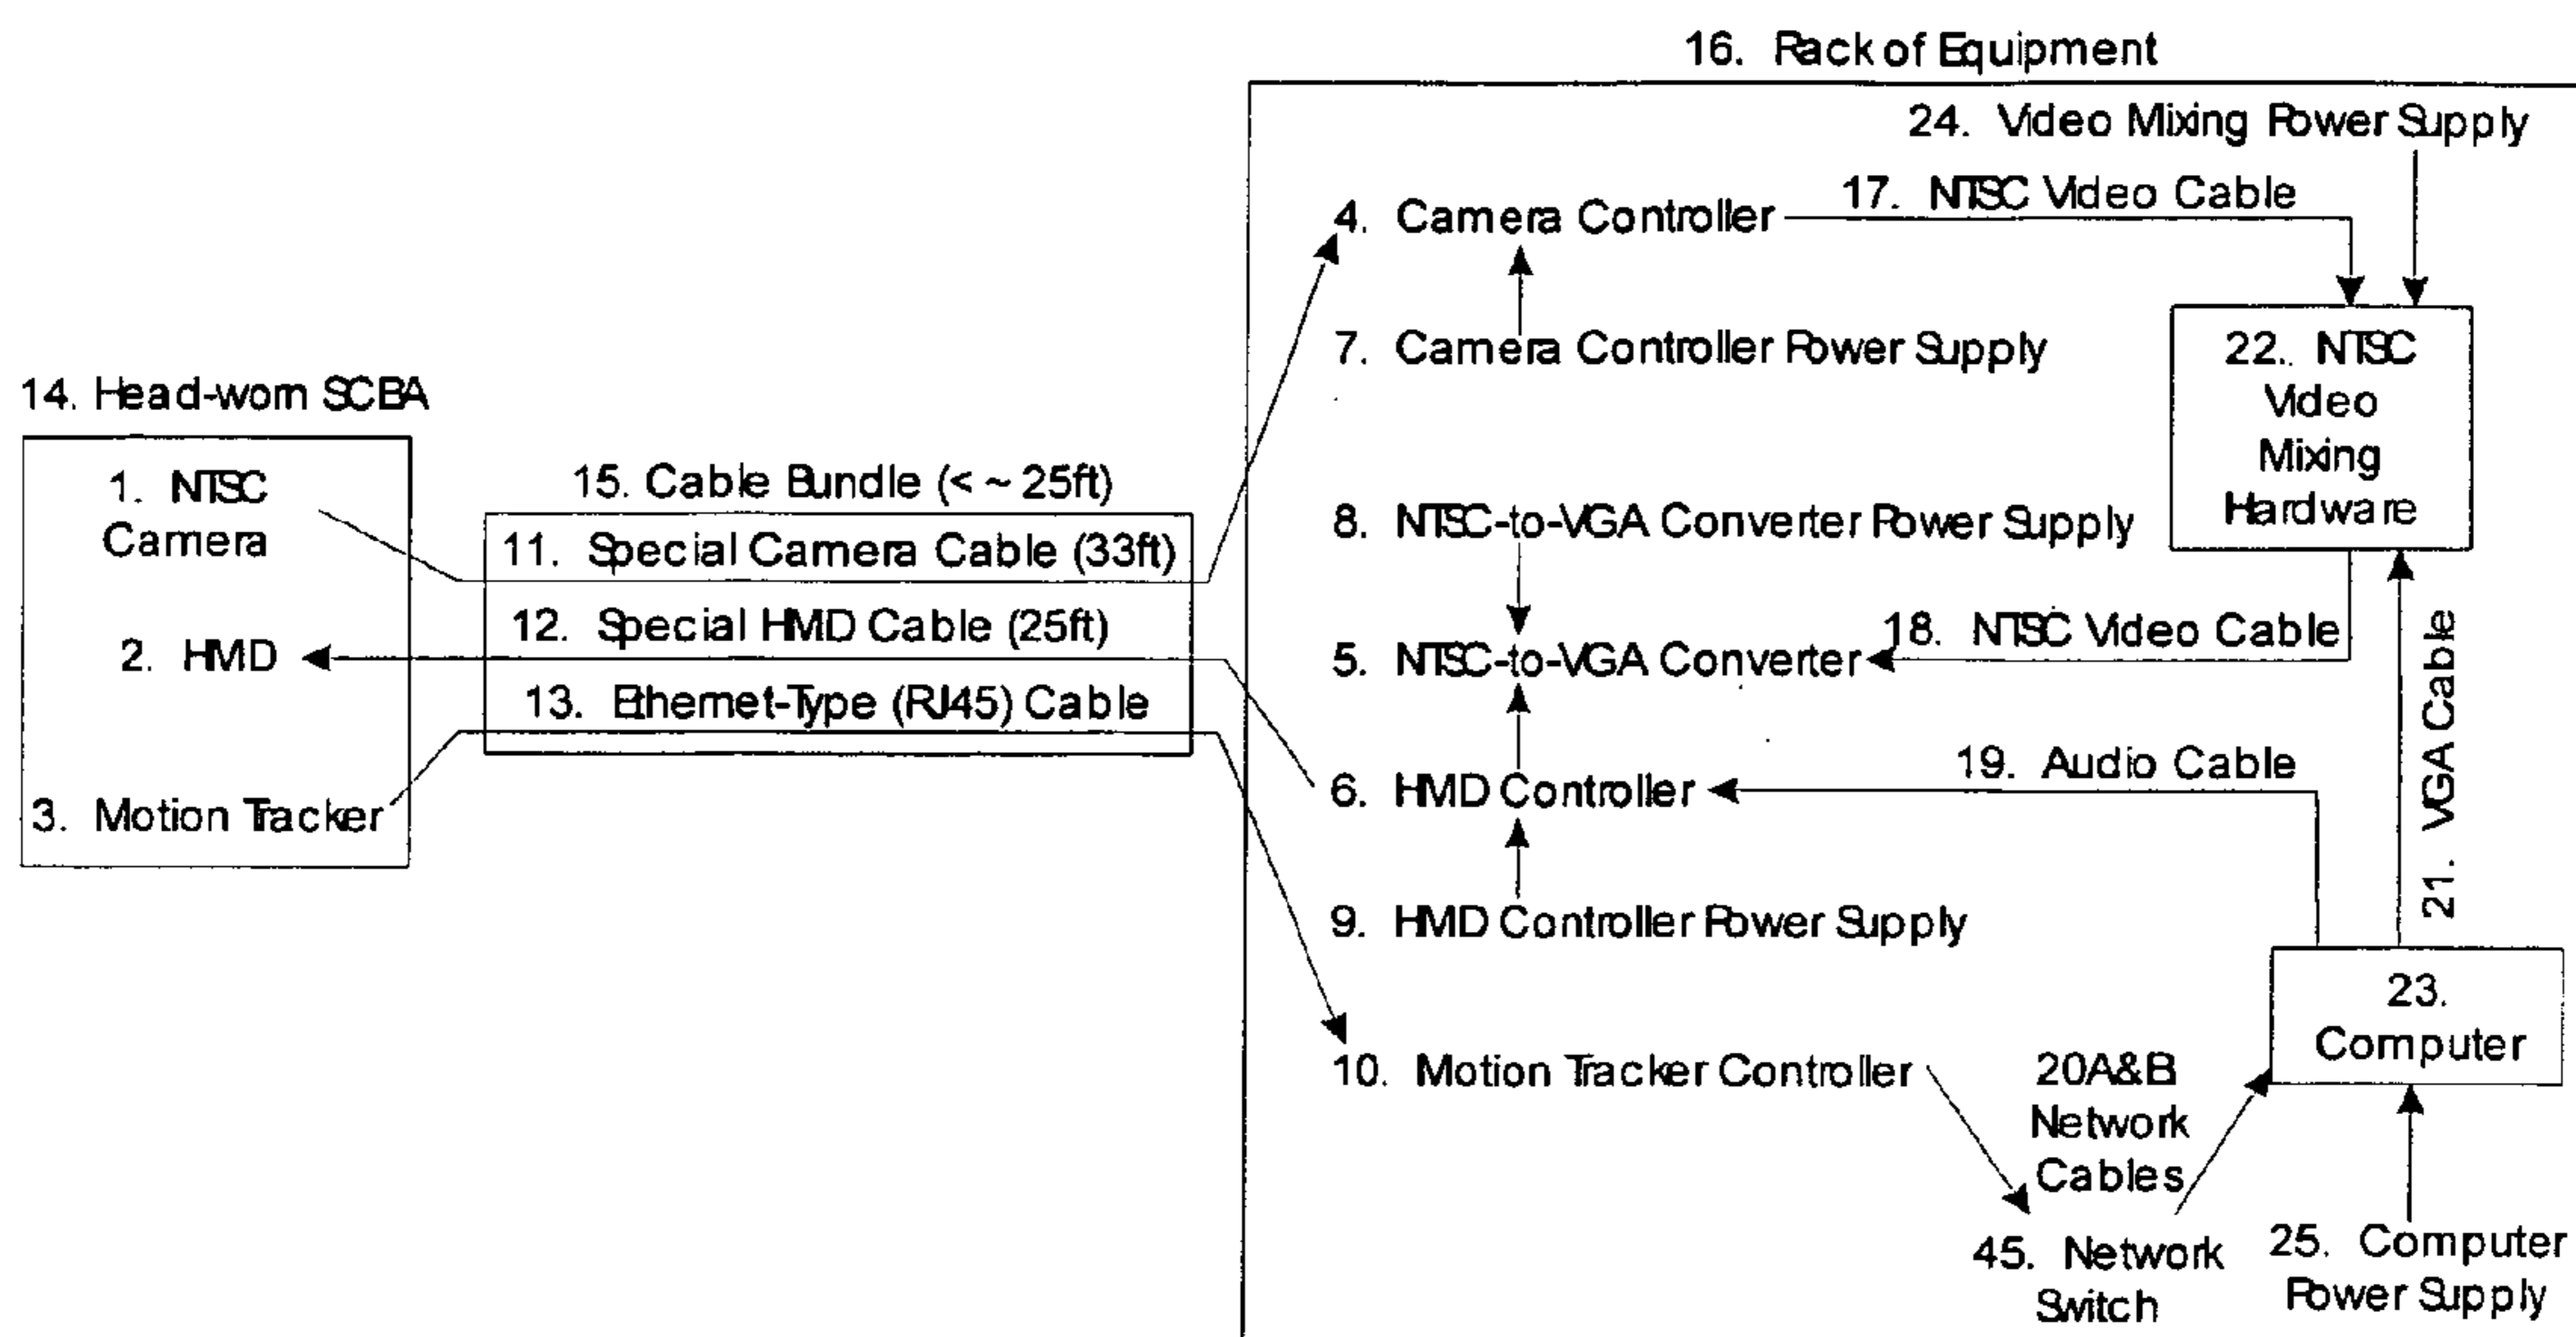 16. Rack of Equipment
24. Video Mixing Power Supply
4. Camera Controller
17. NTSC Video Cable
7. Camera Controller Power Supply
22. NTSC
Video
Mixing
Hardware
14. Head-worn SCBA
1. NTSC
Camera
2. HMD
3. Motion Tracker
15. Cable Bundle (< ~ 25ft)
11. Special Camera Cable (33ft)
12. Special HMD Cable (25ft)
13. Ethernet-Type (RJ45) Cable
8. NTSC-to-VGA Converter Power Supply
5. NTSC-to-VGA Converter
18. NTSC Video Cable
6. HMD Controller
19. Audio Cable
21. VGA Cable
9. HMD Controller Power Supply
23.
Computer
10. Motion Tracker Controller
20A&B
Network
Cables
45. Network
Switch
25. Computer
Power Supply